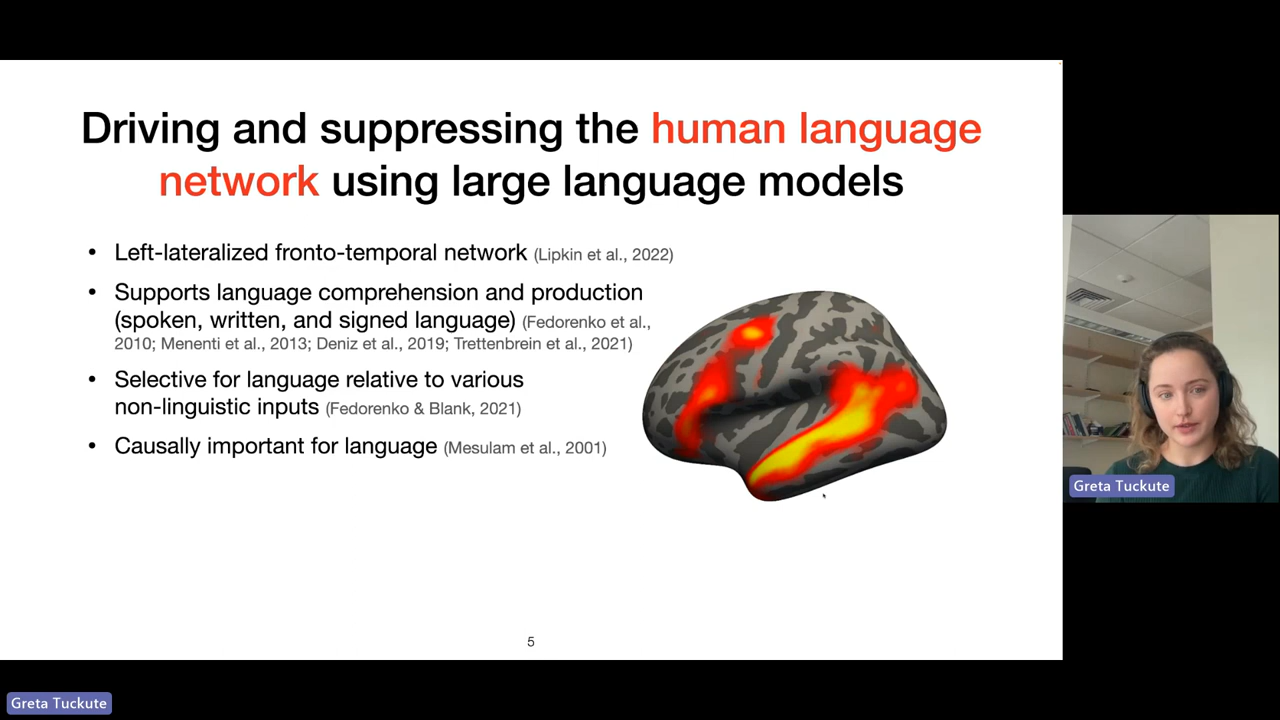 Driving and suppressing the human language
network using large language models
• Left-lateralized fronto-temporal network (Lipkin et al., 2022)
• Supports language comprehension and production
(spoken, written, and signed language) (Fedorenko et al.,
2010; Menenti et al., 2013; Deniz et al., 2019; Trettenbrein et al., 2021)
• Selective for language relative to various
non-linguistic inputs (Fedorenko & Blank, 2021)
• Causally important for language (Mesulam et al., 2001)
5
Greta Tuckute
Greta Tuckute